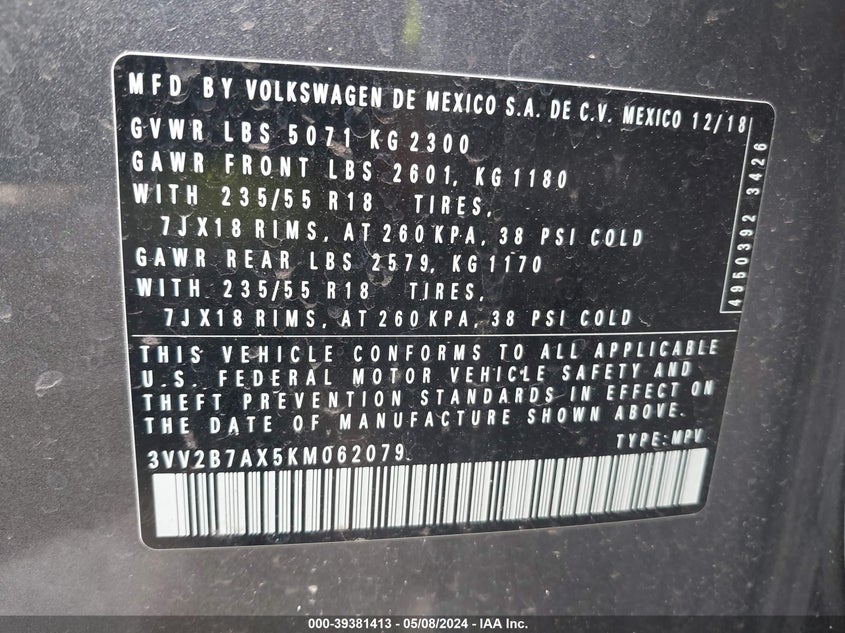 MFD BY VOLKSWAGEN DE MEXICO S.A. DE C.V. MEXICO 12/18
GVWR LBS 5071 KG 2300
GAWR FRONT LBS 2601, KG 1180
WITH 235/55 R18 TIRES,
7JX18 RIMS, AT 260 KPA, 38 PSI COLD
GAWR REAR LBS 2579, KG 1170
WITH 235/55 R18 TIRES,
7JX18 RIMS, AT 260 KPA, 38 PSI COLD
4950392 3426
THIS VEHICLE CONFORMS TO ALL APPLICABLE
U.S. FEDERAL MOTOR VEHICLE SAFETY AND
THEFT PREVENTION STANDARDS IN EFFECT ON
THE DATE OF MANUFACTURE SHOWN ABOVE.
TYPE:MPV
3VV2B7AX5KM062079
000-39381413 - 05/08/2024 - IAA Inc.